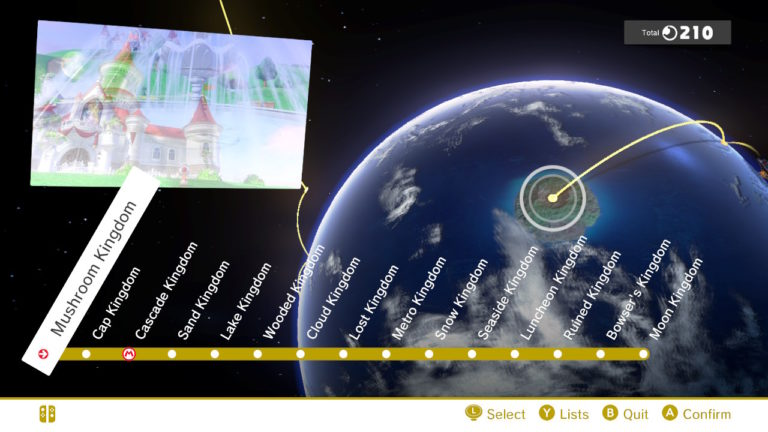 Total 210
Mushroom Kingdom
Cap Kingdom
Cascade Kingdom
Sand Kingdom
Lake Kingdom
Wooded Kingdom
Cloud Kingdom
Lost Kingdom
Metro Kingdom
Snow Kingdom
Seaside Kingdom
Luncheon Kingdom
Ruined Kingdom
Bowser's Kingdom
Moon Kingdom
M
L Select Y Lists B Quit A Confirm